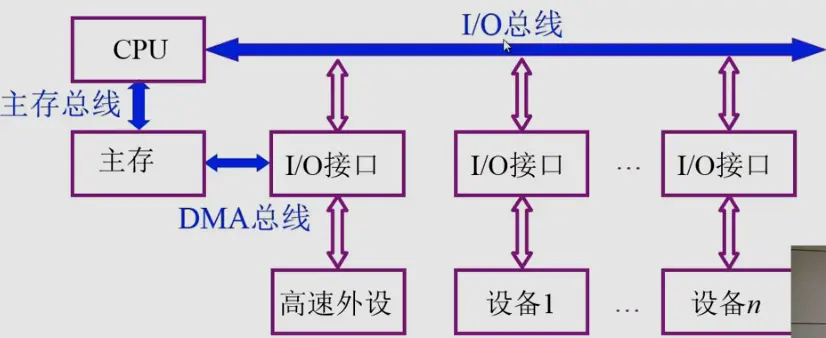 I/O总线
CPU
主存总线
主存
I/O接口
I/O接口
…
I/O接口
DMA总线
高速外设
设备1
…
设备n